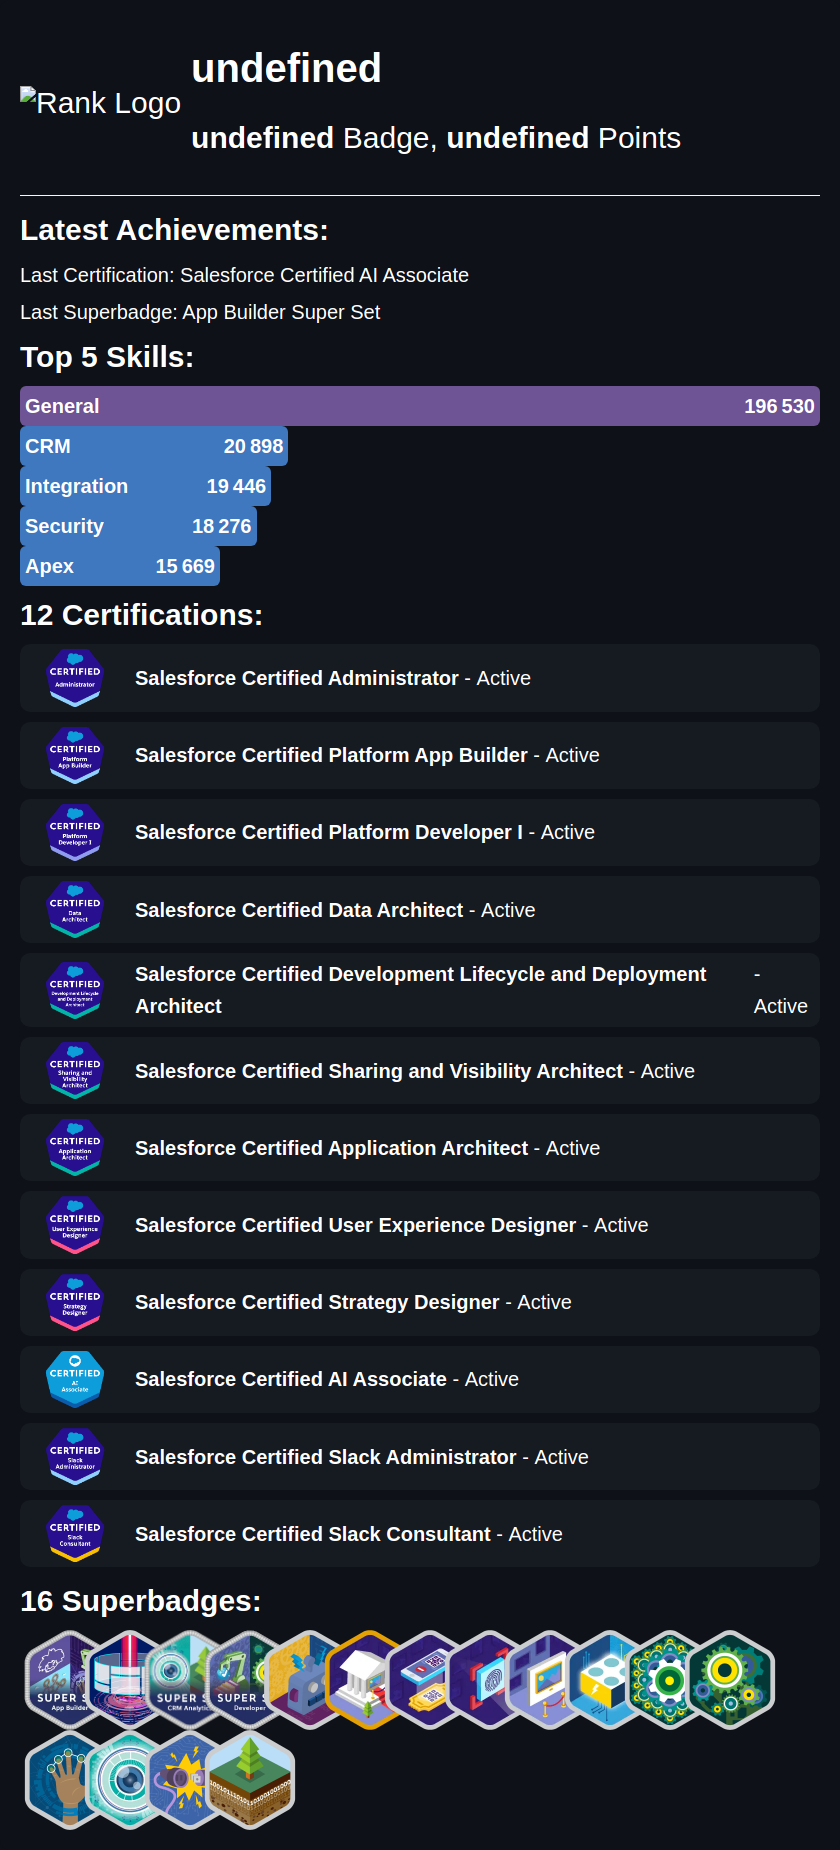 undefined
Rank Logo
undefined Badge, undefined Points
Latest Achievements:
Last Certification: Salesforce Certified AI Associate
Last Superbadge: App Builder Super Set
Top 5 Skills:
General 196 530
CRM 20 898
Integration 19 446
Security 18 276
Apex 15 669
12 Certifications:
CERTIFIED
Administrator
Salesforce Certified Administrator - Active
CERTIFIED
Platform
App Builder
Salesforce Certified Platform App Builder - Active
CERTIFIED
Platform
Developer I
Salesforce Certified Platform Developer I - Active
CERTIFIED
Data
Architect
Salesforce Certified Data Architect - Active
CERTIFIED
Development Lifecycle
and Deployment
Architect
Salesforce Certified Development Lifecycle and Deployment -
Architect Active
CERTIFIED
Sharing and
Visibility
Architect
Salesforce Certified Sharing and Visibility Architect - Active
CERTIFIED
Application
Architect
Salesforce Certified Application Architect - Active
CERTIFIED
User Experience
Designer
Salesforce Certified User Experience Designer - Active
CERTIFIED
Strategy
Designer
Salesforce Certified Strategy Designer - Active
CERTIFIED
AI
Associate
Salesforce Certified AI Associate - Active
CERTIFIED
Slack
Administrator
Salesforce Certified Slack Administrator - Active
CERTIFIED
Slack
Consultant
Salesforce Certified Slack Consultant - Active
16 Superbadges:
SUPER S
App Builder
SUPER S
CRM Analytic
SUPER S
Developer